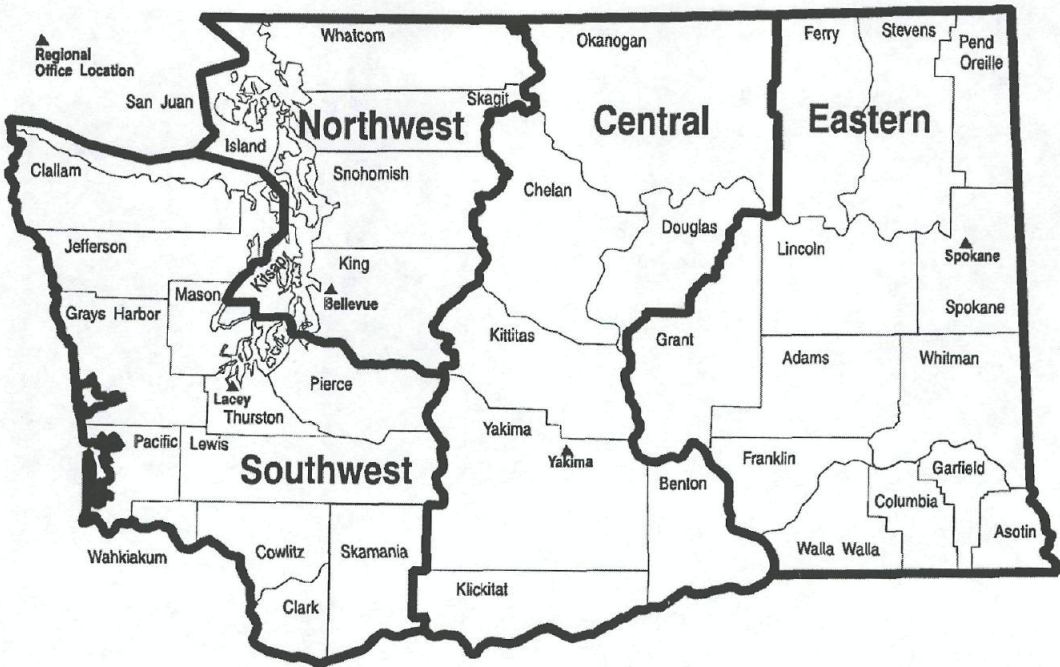 Regional
Office Location
San Juan
Whatcom
Skagit
Northwest
Island
Snohomish
Clallam
Jefferson
Kitsap
King
Bellevue
Mason
Grays Harbor
Pierce
Lacey
Thurston
Pacific
Lewis
Southwest
Wahkiakum
Cowlitz
Skamania
Clark
Okanogan
Central
Chelan
Douglas
Kittitas
Yakima
Yakima
Benton
Klickitat
Ferry
Stevens
Pend
Oreille
Eastern
Lincoln
Spokane
Spokane
Grant
Adams
Whitman
Franklin
Garfield
Columbia
Walla Walla
Asotin